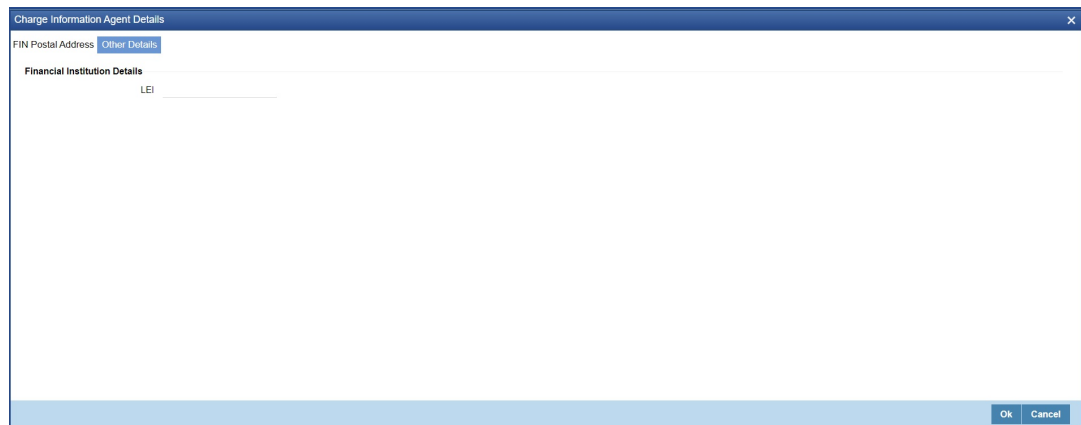 Charge Information Agent Details
FIN Postal Address Other Details
Financial Institution Details
LEI
Ok Cancel